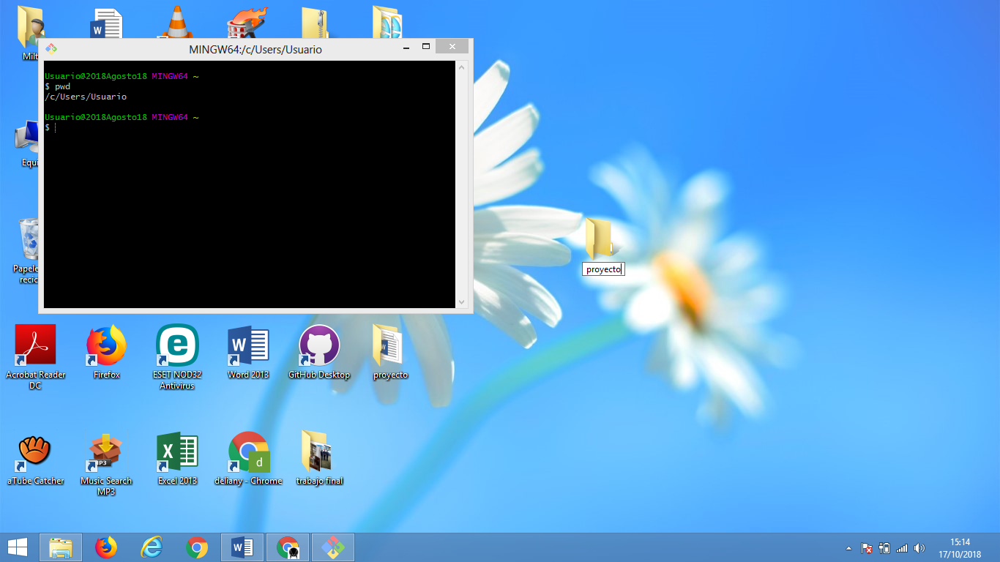 MINGW64:/c/Users/Usuario
Usuario@2018Agosto18 MINGW64 ~
$ pwd
/c/Users/Usuario
Usuario@2018Agosto18 MINGW64 ~
$
Milt
Equi
Papele
recic
proyecto
Acrobat Reader
DC
Firefox
ESET NOD32
Antivirus
Word 2013
GitHub Desktop
proyecto
aTube Catcher
Music Search
MP3
Excel 2013
deliany - Chrome
trabajo final
15:14
17/10/2018